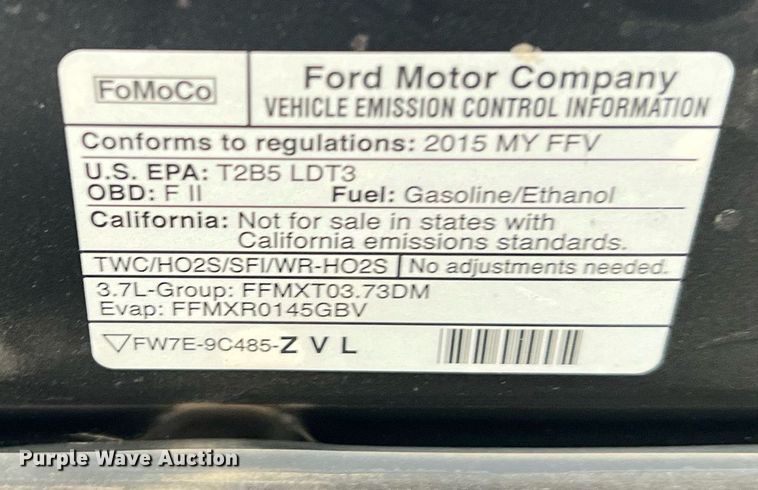 FoMoCo
Ford Motor Company
VEHICLE EMISSION CONTROL INFORMATION
Conforms to regulations: 2015 MY FFV
U.S. EPA: T2B5 LDT3
OBD: F II Fuel: Gasoline/Ethanol
California: Not for sale in states with
California emissions standards.
TWC/HO2S/SFI/WR-HO2S No adjustments needed.
3.7L-Group: FFMXT03.73DM
Evap: FFMXR0145GBV
▽FW7E-9C485-Z V L
Purple Wave Auction